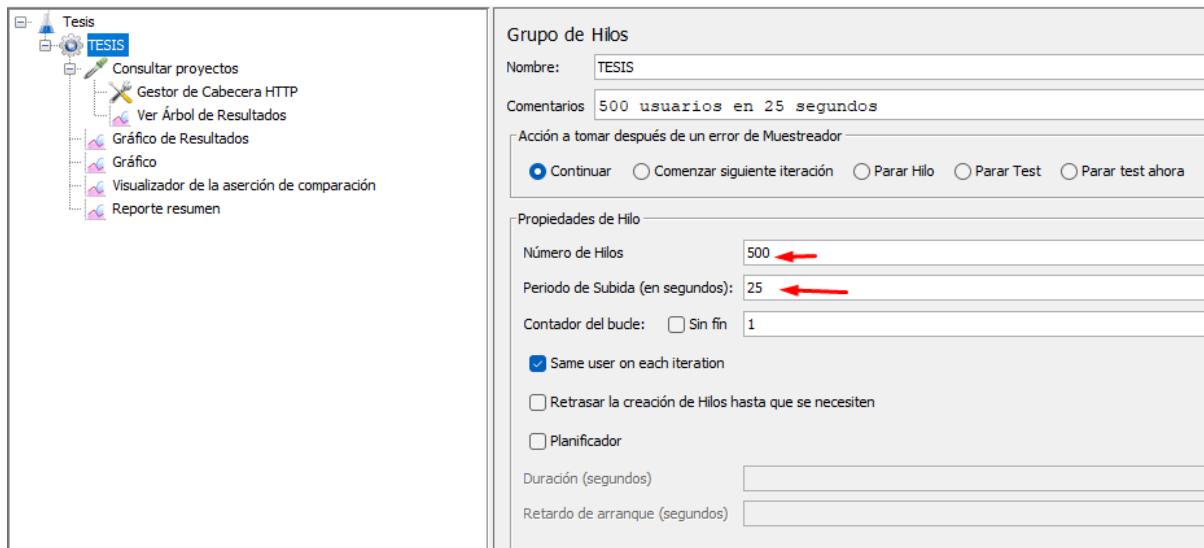 Tesis
TESIS
Consultar proyectos
Gestor de Cabecera HTTP
Ver Árbol de Resultados
Gráfico de Resultados
Gráfico
Visualizador de la aserción de comparación
Reporte resumen
Grupo de Hilos
Nombre: TESIS
Comentarios 500 usuarios en 25 segundos
Acción a tomar después de un error de Muestreador
Continuar Comenzar siguiente iteración Parar Hilo Parar Test Parar test ahora
Propiedades de Hilo
Número de Hilos 500
Periodo de Subida (en segundos): 25
Contador del bucle: Sin fín 1
Same user on each iteration
Retrasar la creación de Hilos hasta que se necesiten
Planificador
Duración (segundos)
Retardo de arranque (segundos)